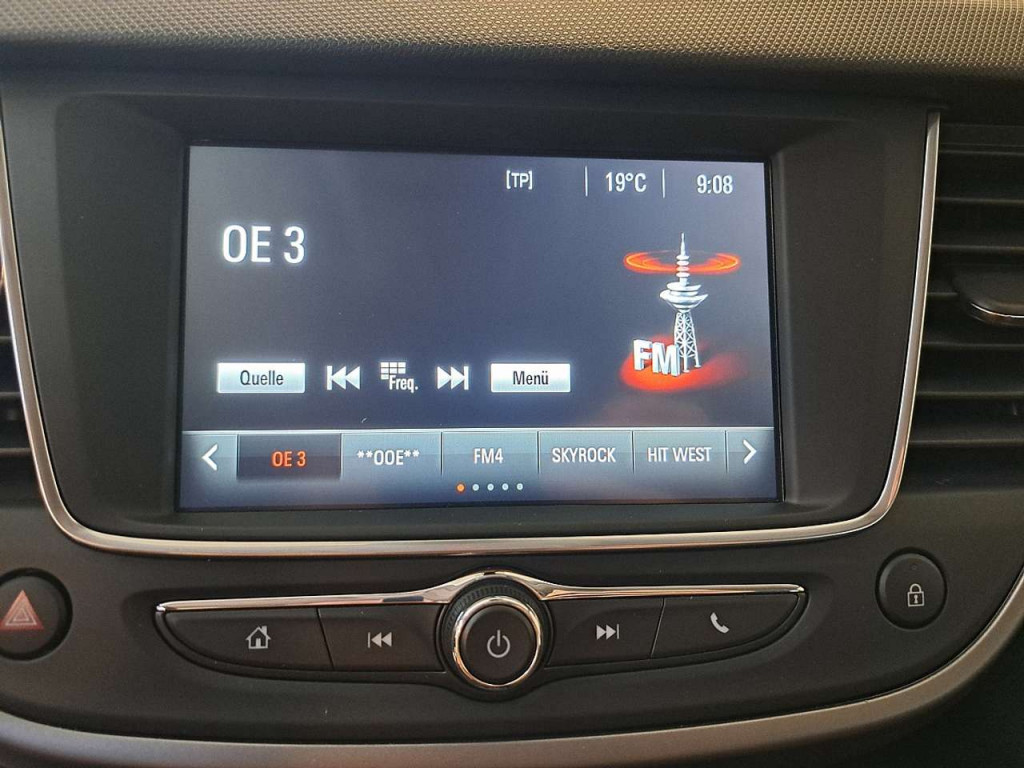 [TP] 19°C 9:08
OE 3
FM
Quelle Freq. Menü
OE 3 **OOE** FM4 SKYROCK HIT WEST